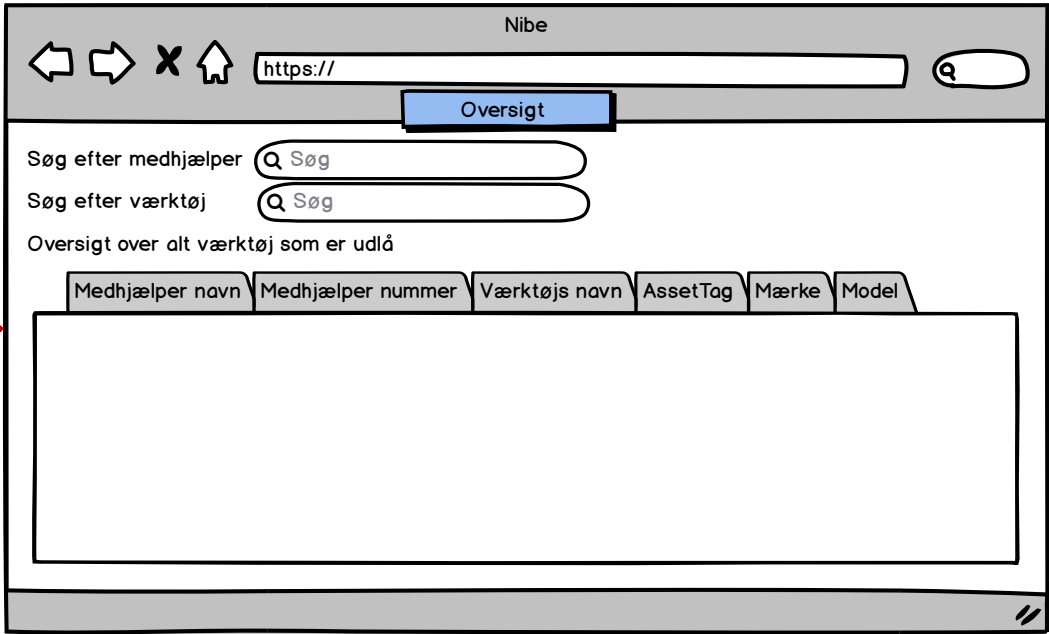 Nibe
https://
Oversigt
Søg efter medhjælper Søg
Søg efter værktøj Søg
Oversigt over alt værktøj som er udlå
Medhjælper navn Medhjælper nummer Værktøjs navn AssetTag Mærke Model